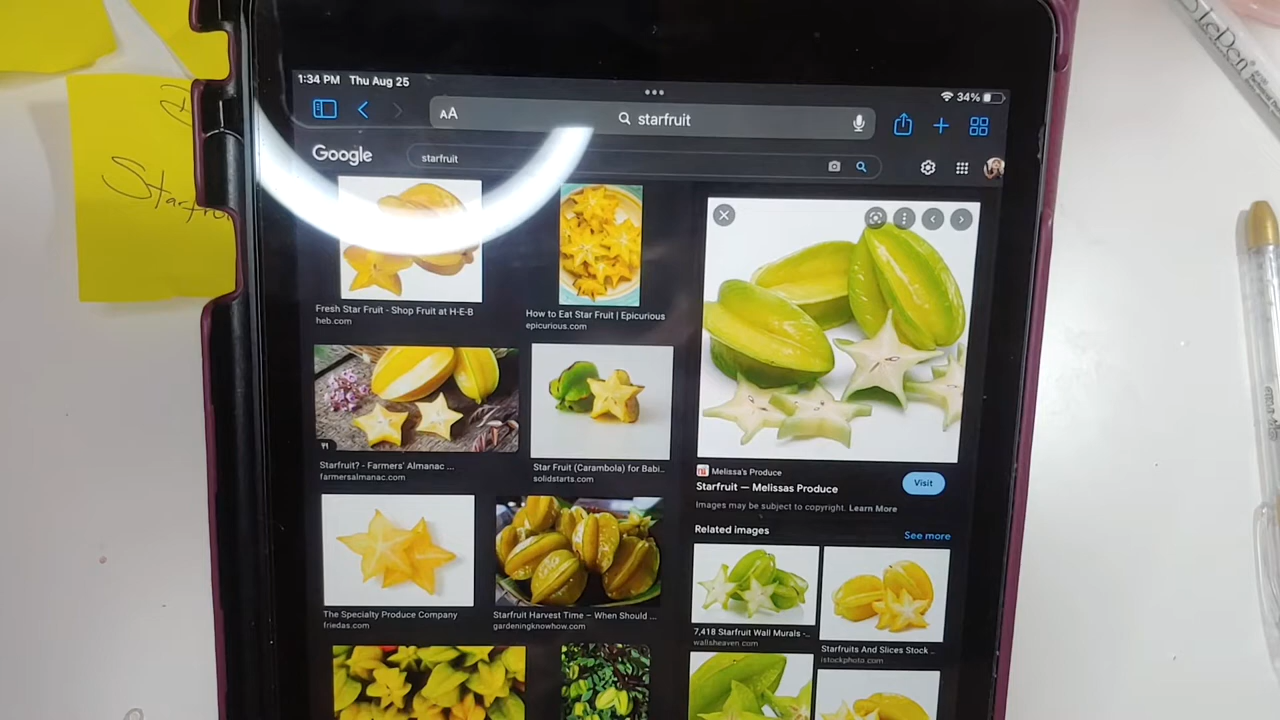 1:34 PM Thu Aug 25
34%
AA
starfruit
Google
starfruit
Fresh Star Fruit - Shop Fruit at H-E-B
heb.com
How to Eat Star Fruit | Epicurious
epicurious.com
Starfruit? - Farmers' Almanac ...
farmersalmanac.com
Star Fruit (Carambola) for Babi...
solidstarts.com
The Specialty Produce Company
friedas.com
Starfruit Harvest Time – When Should ...
gardeningknowhow.com
Melissa's Produce
Starfruit — Melissas Produce
Visit
Images may be subject to copyright. Learn More
Related images
See more
7,418 Starfruit Wall Murals -...
wallsheaven.com
Starfruits And Slices Stock ...
istockphoto.com
Starfru
StePen